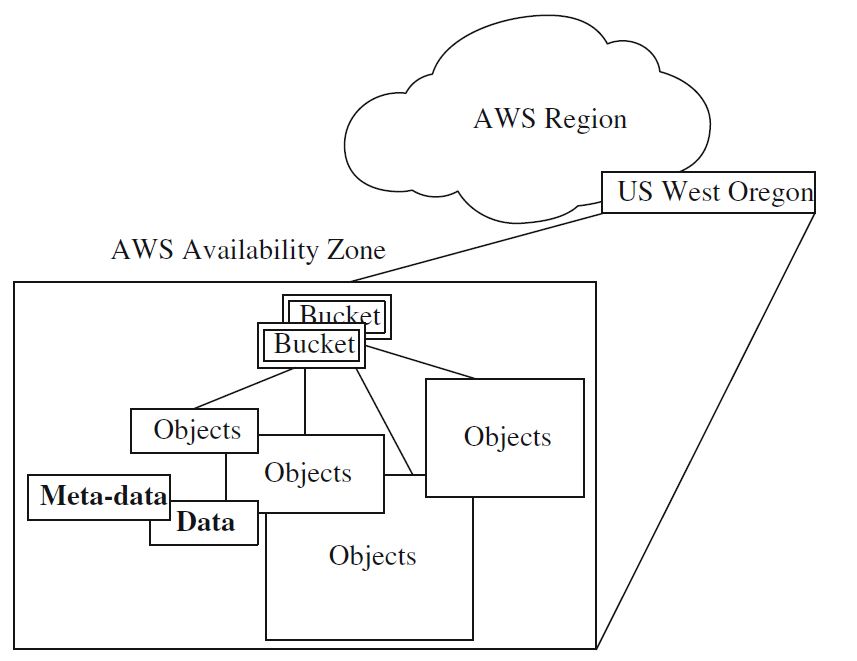 AWS Region
US West Oregon
AWS Availability Zone
Bucket
Bucket
Objects
Objects
Objects
Meta-data
Data
Objects